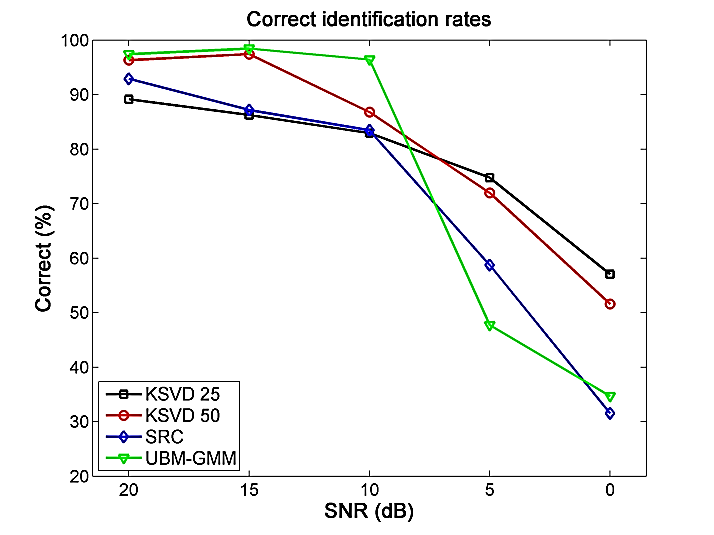 Correct identification rates
100
90
80
70
60
50
40
30
20
Correct (%)
KSVD 25
KSVD 50
SRC
UBM-GMM
20 15 10 5 0
SNR (dB)